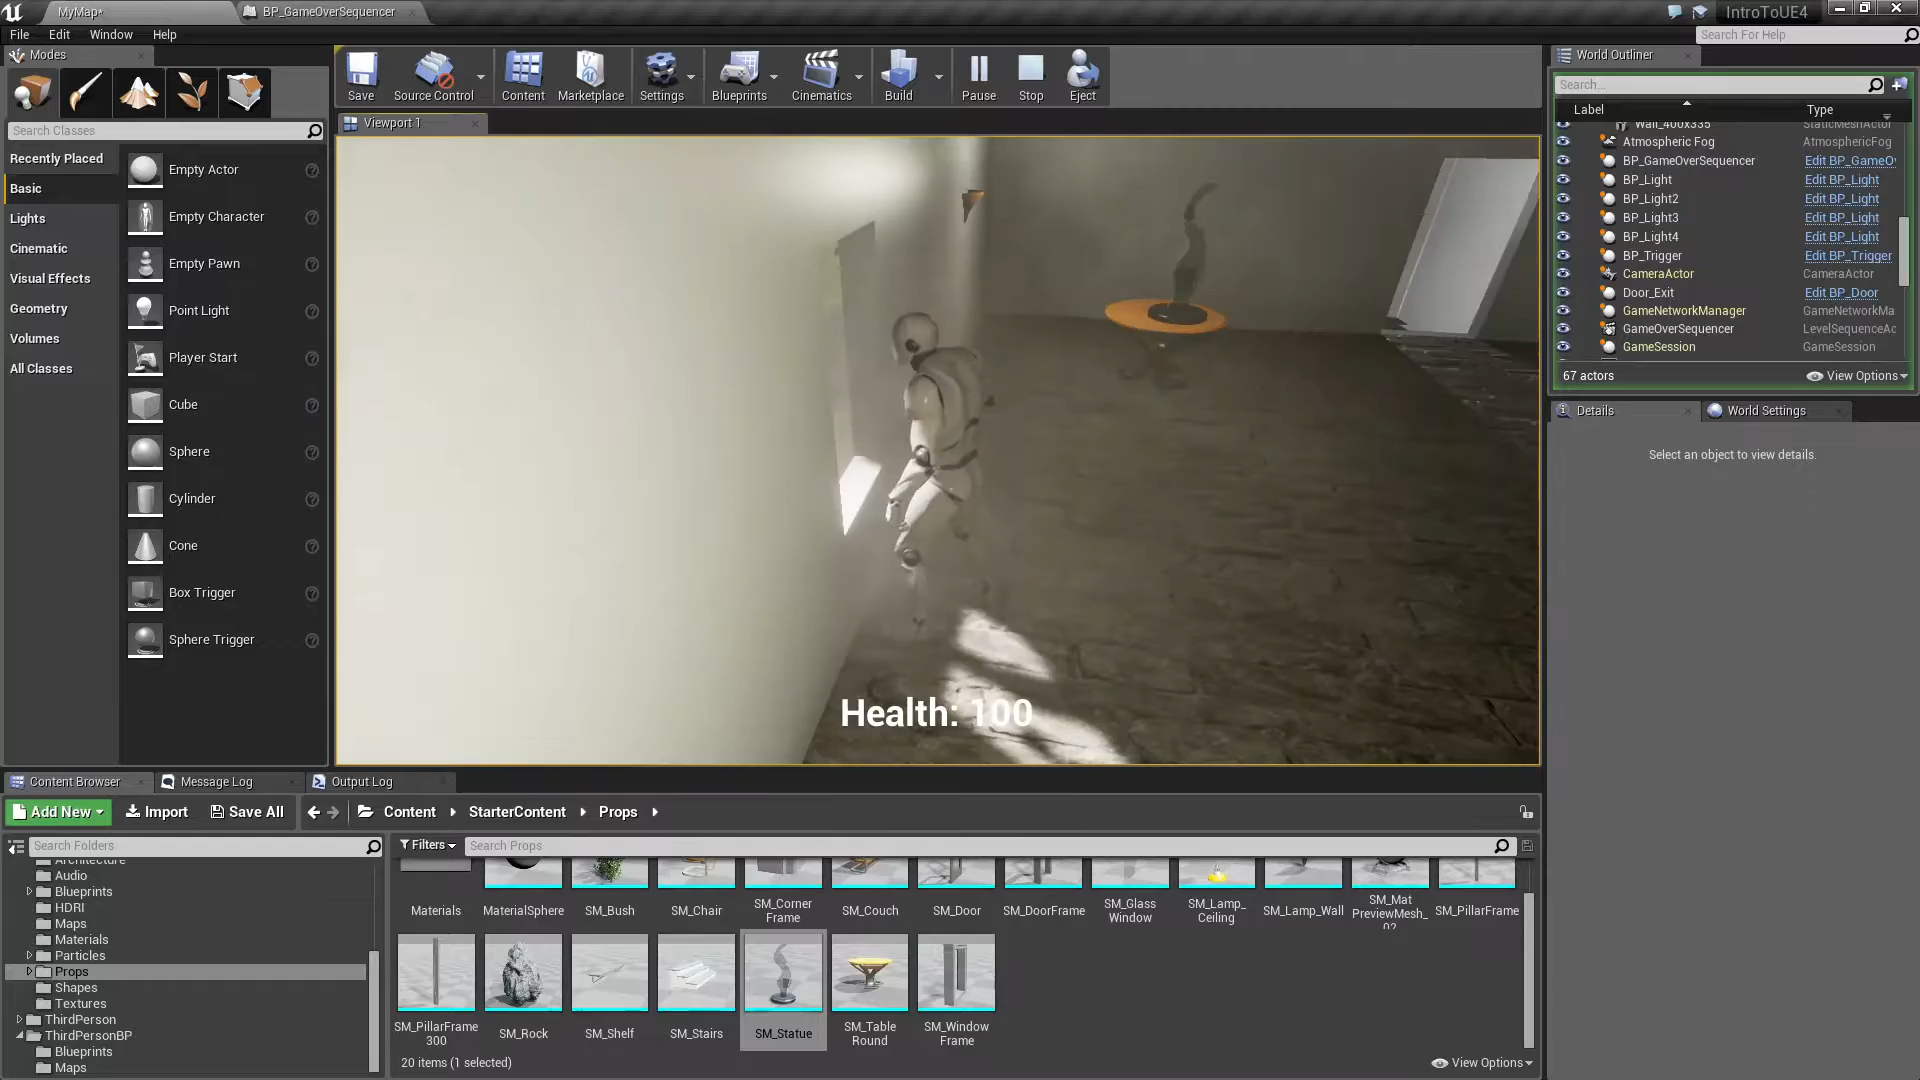 MyMap*
BP_GameOverSequencer
IntroToUE4
File Edit Window Help
Search For Help
Modes
Search Classes
Recently Placed
Basic
Lights
Cinematic
Visual Effects
Geometry
Volumes
All Classes
Empty Actor
Empty Character
Empty Pawn
Point Light
Player Start
Cube
Sphere
Cylinder
Cone
Box Trigger
Sphere Trigger
Save Source Control Content Marketplace Settings Blueprints Cinematics Build Pause Stop Eject
Viewport 1
Health: 100
World Outliner
Search...
Label Type
Wall_400x335 StaticMeshActor
Atmospheric Fog AtmosphericFog
BP_GameOverSequencer Edit BP_GameO
BP_Light Edit BP_Light
BP_Light2 Edit BP_Light
BP_Light3 Edit BP_Light
BP_Light4 Edit BP_Light
BP_Trigger Edit BP_Trigger
CameraActor CameraActor
Door_Exit Edit BP_Door
GameNetworkManager GameNetworkMa
GameOverSequencer LevelSequenceAc
GameSession GameSession
67 actors View Options
Details World Settings
Select an object to view details.
Content Browser Message Log Output Log
Add New Import Save All Content StarterContent Props
Search Folders
Architecture
Audio
Blueprints
HDRI
Maps
Materials
Particles
Props
Shapes
Textures
ThirdPerson
ThirdPersonBP
Blueprints
Maps
Filters Search Props
Materials
MaterialSphere
SM_Bush
SM_Chair
SM_Corner
Frame
SM_Couch
SM_Door
SM_DoorFrame
SM_Glass
Window
SM_Lamp_
Ceiling
SM_Lamp_Wall
SM_Mat
PreviewMesh_
02
SM_PillarFrame
SM_PillarFrame
300
SM_Rock
SM_Shelf
SM_Stairs
SM_Statue
SM_Table
Round
SM_Window
Frame
20 items (1 selected) View Options